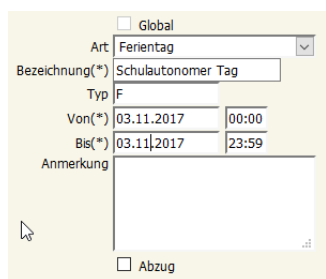 Global
Art Ferientag
Bezeichnung(*) Schulautonomer Tag
Typ F
Von(*) 03.11.2017 00:00
Bis(*) 03.11.2017 23:59
Anmerkung
Abzug